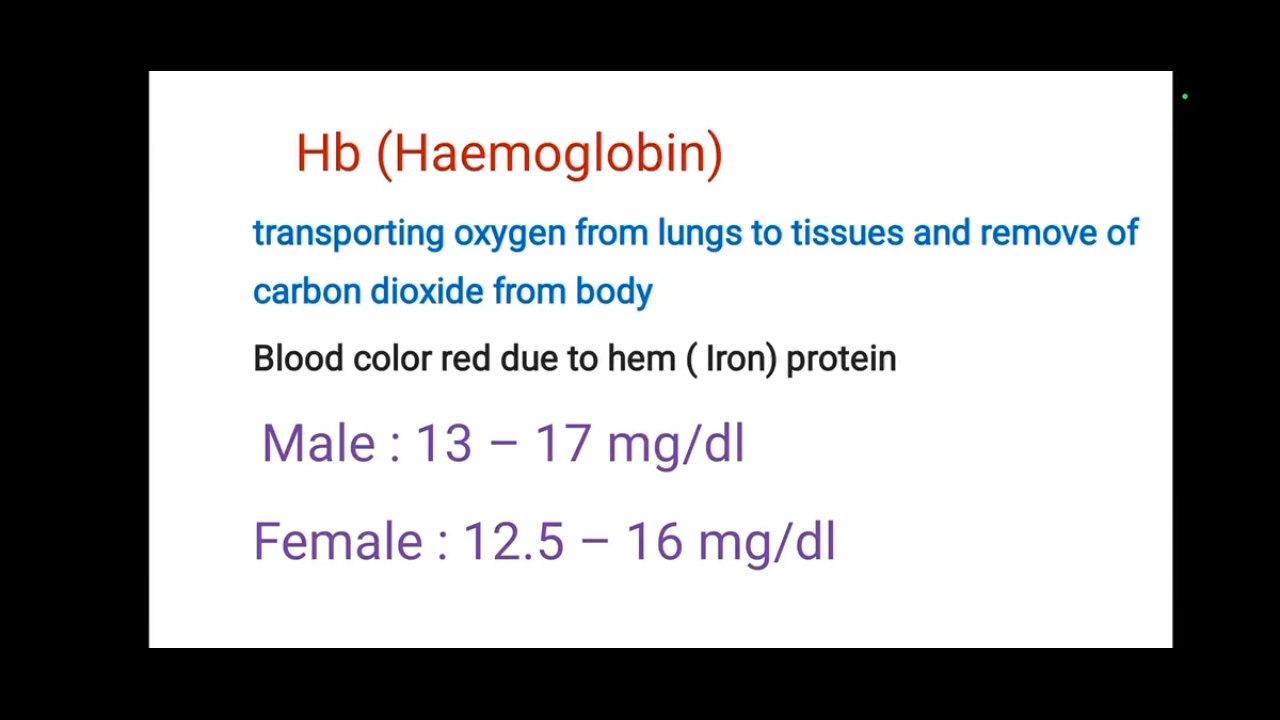 Hb (Haemoglobin)
transporting oxygen from lungs to tissues and remove of
carbon dioxide from body
Blood color red due to hem ( Iron) protein
Male : 13 – 17 mg/dl
Female : 12.5 – 16 mg/dl